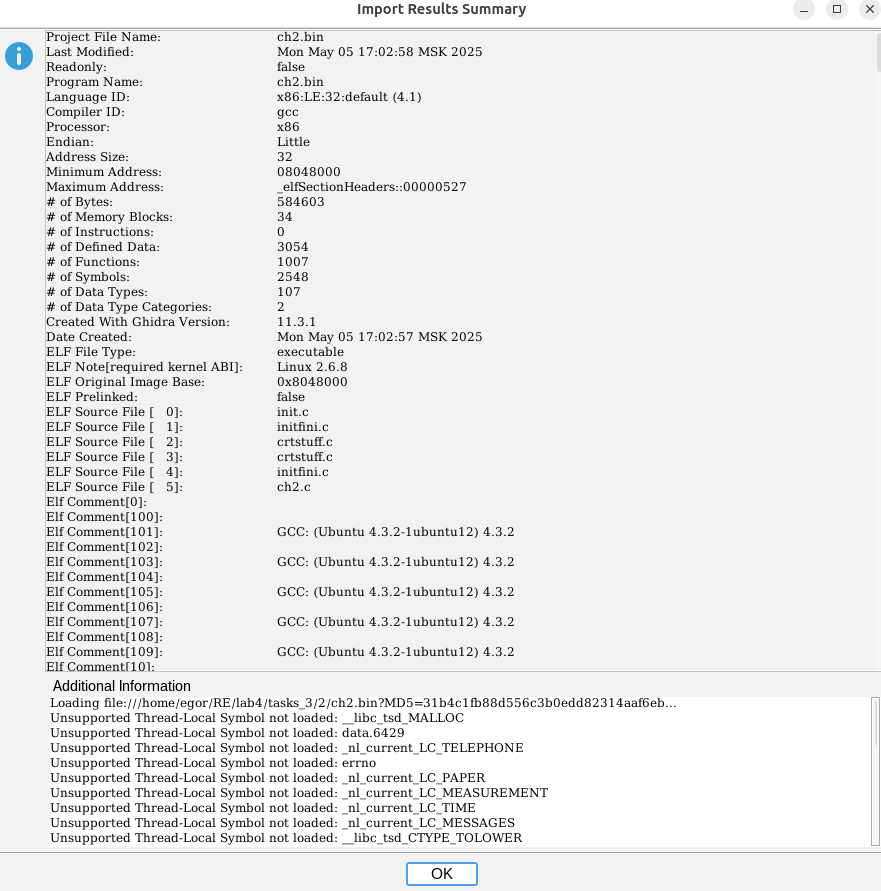 Import Results Summary
Project File Name: ch2.bin
Last Modified: Mon May 05 17:02:58 MSK 2025
Readonly: false
Program Name: ch2.bin
Language ID: x86:LE:32:default (4.1)
Compiler ID: gcc
Processor: x86
Endian: Little
Address Size: 32
Minimum Address: 08048000
Maximum Address: _elfSectionHeaders::00000527
# of Bytes: 584603
# of Memory Blocks: 34
# of Instructions: 0
# of Defined Data: 3054
# of Functions: 1007
# of Symbols: 2548
# of Data Types: 107
# of Data Type Categories: 2
Created With Ghidra Version: 11.3.1
Date Created: Mon May 05 17:02:57 MSK 2025
ELF File Type: executable
ELF Note[required kernel ABI]: Linux 2.6.8
ELF Original Image Base: 0x8048000
ELF Prelinked: false
ELF Source File [ 0]: init.c
ELF Source File [ 1]: initfini.c
ELF Source File [ 2]: crtstuff.c
ELF Source File [ 3]: crtstuff.c
ELF Source File [ 4]: initfini.c
ELF Source File [ 5]: ch2.c
Elf Comment[0]:
Elf Comment[100]:
Elf Comment[101]: GCC: (Ubuntu 4.3.2-1ubuntu12) 4.3.2
Elf Comment[102]:
Elf Comment[103]: GCC: (Ubuntu 4.3.2-1ubuntu12) 4.3.2
Elf Comment[104]:
Elf Comment[105]: GCC: (Ubuntu 4.3.2-1ubuntu12) 4.3.2
Elf Comment[106]:
Elf Comment[107]: GCC: (Ubuntu 4.3.2-1ubuntu12) 4.3.2
Elf Comment[108]:
Elf Comment[109]: GCC: (Ubuntu 4.3.2-1ubuntu12) 4.3.2
Elf Comment[10]:
Additional Information
Loading file:///home/egor/RE/lab4/tasks_3/2/ch2.bin?MD5=31b4c1fb88d556c3b0edd82314aaf6eb...
Unsupported Thread-Local Symbol not loaded: __libc_tsd_MALLOC
Unsupported Thread-Local Symbol not loaded: data.6429
Unsupported Thread-Local Symbol not loaded: _nl_current_LC_TELEPHONE
Unsupported Thread-Local Symbol not loaded: errno
Unsupported Thread-Local Symbol not loaded: _nl_current_LC_PAPER
Unsupported Thread-Local Symbol not loaded: _nl_current_LC_MEASUREMENT
Unsupported Thread-Local Symbol not loaded: _nl_current_LC_TIME
Unsupported Thread-Local Symbol not loaded: _nl_current_LC_MESSAGES
Unsupported Thread-Local Symbol not loaded: __libc_tsd_CTYPE_TOLOWER
OK